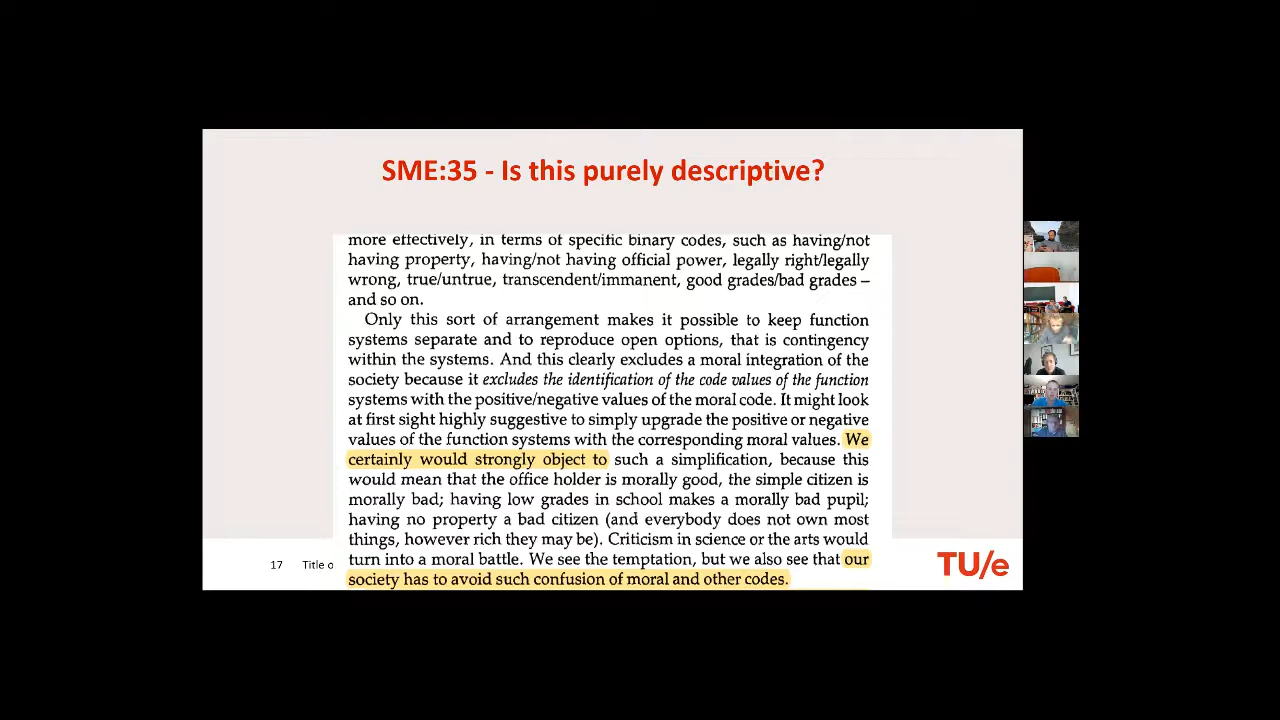 SME:35 - Is this purely descriptive?
more effectively, in terms of specific binary codes, such as having/not
having property, having/not having official power, legally right/legally
wrong, true/untrue, transcendent/immanent, good grades/bad grades –
and so on.
Only this sort of arrangement makes it possible to keep function
systems separate and to reproduce open options, that is contingency
within the systems. And this clearly excludes a moral integration of the
society because it excludes the identification of the code values of the function
systems with the positive/negative values of the moral code. It might look
at first sight highly suggestive to simply upgrade the positive or negative
values of the function systems with the corresponding moral values. We
certainly would strongly object to such a simplification, because this
would mean that the office holder is morally good, the simple citizen is
morally bad; having low grades in school makes a morally bad pupil;
having no property a bad citizen (and everybody does not own most
things, however rich they may be). Criticism in science or the arts would
turn into a moral battle. We see the temptation, but we also see that our
society has to avoid such confusion of moral and other codes.
17 Title o
TU/e